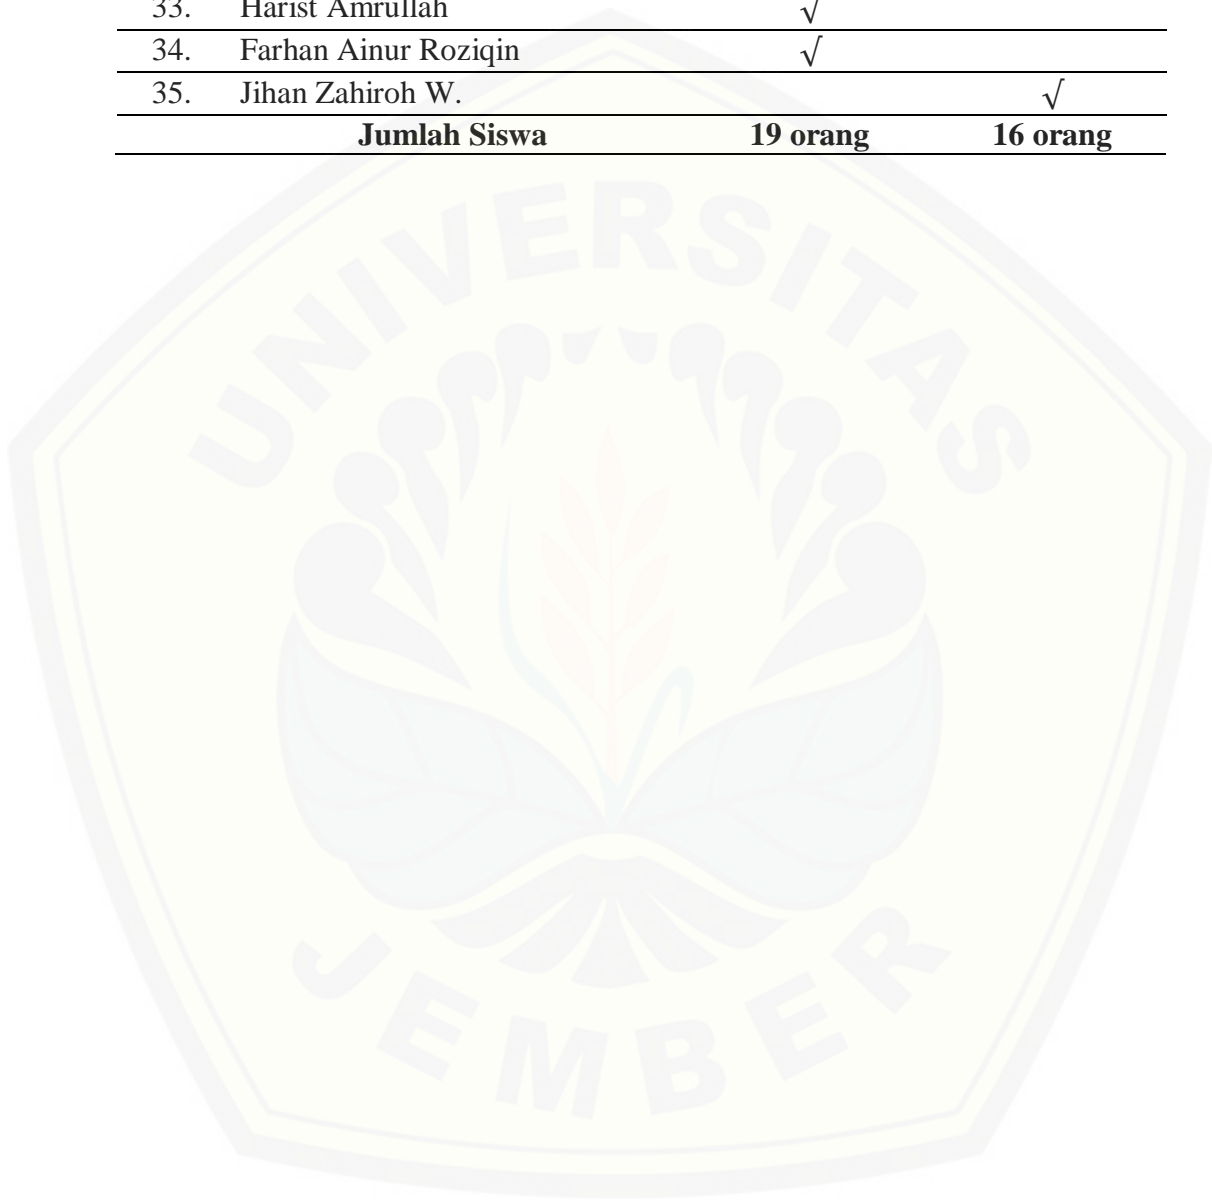 33. Harist Amrullah √
34. Farhan Ainur Roziqin √
35. Jihan Zahiroh W. √
Jumlah Siswa 19 orang 16 orang
UNIVERSITAS
JEMBER